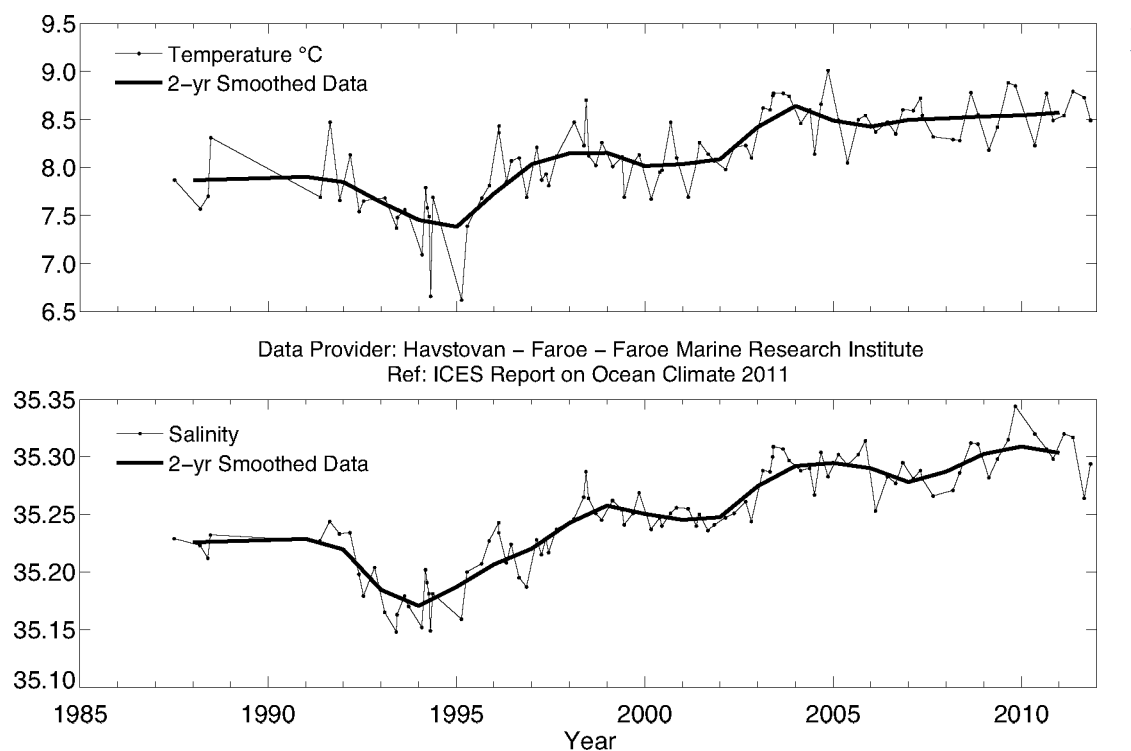 9.5
9.0
8.5
8.0
7.5
7.0
6.5
Temperature °C
2-yr Smoothed Data
Data Provider: Havstovan - Faroe - Faroe Marine Research Institute
Ref: ICES Report on Ocean Climate 2011
35.35
35.30
35.25
35.20
35.15
35.10
Salinity
2-yr Smoothed Data
1985 1990 1995 2000 2005 2010
Year